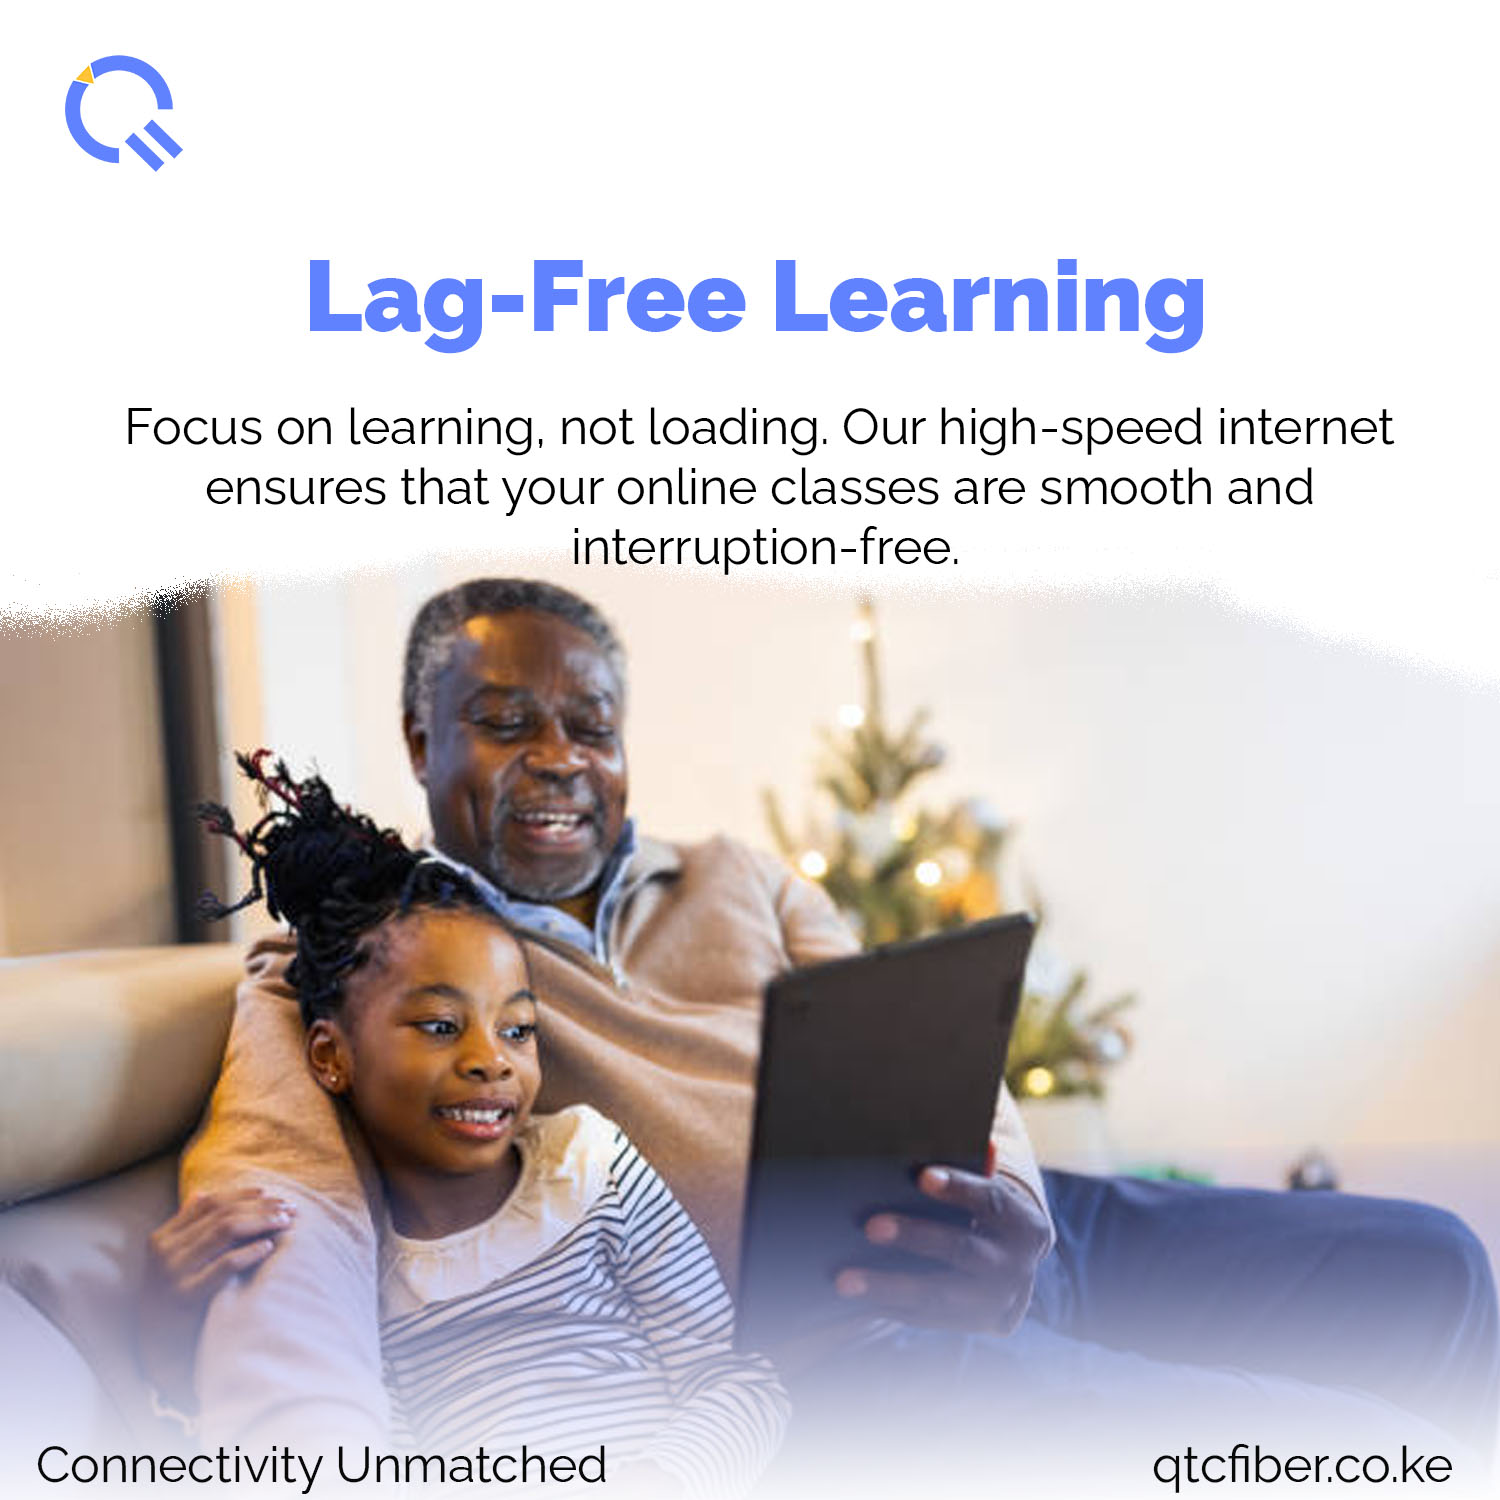 Lag-Free Learning
Focus on learning, not loading. Our high-speed internet
ensures that your online classes are smooth and
interruption-free.
Connectivity Unmatched
qtcfiber.co.ke